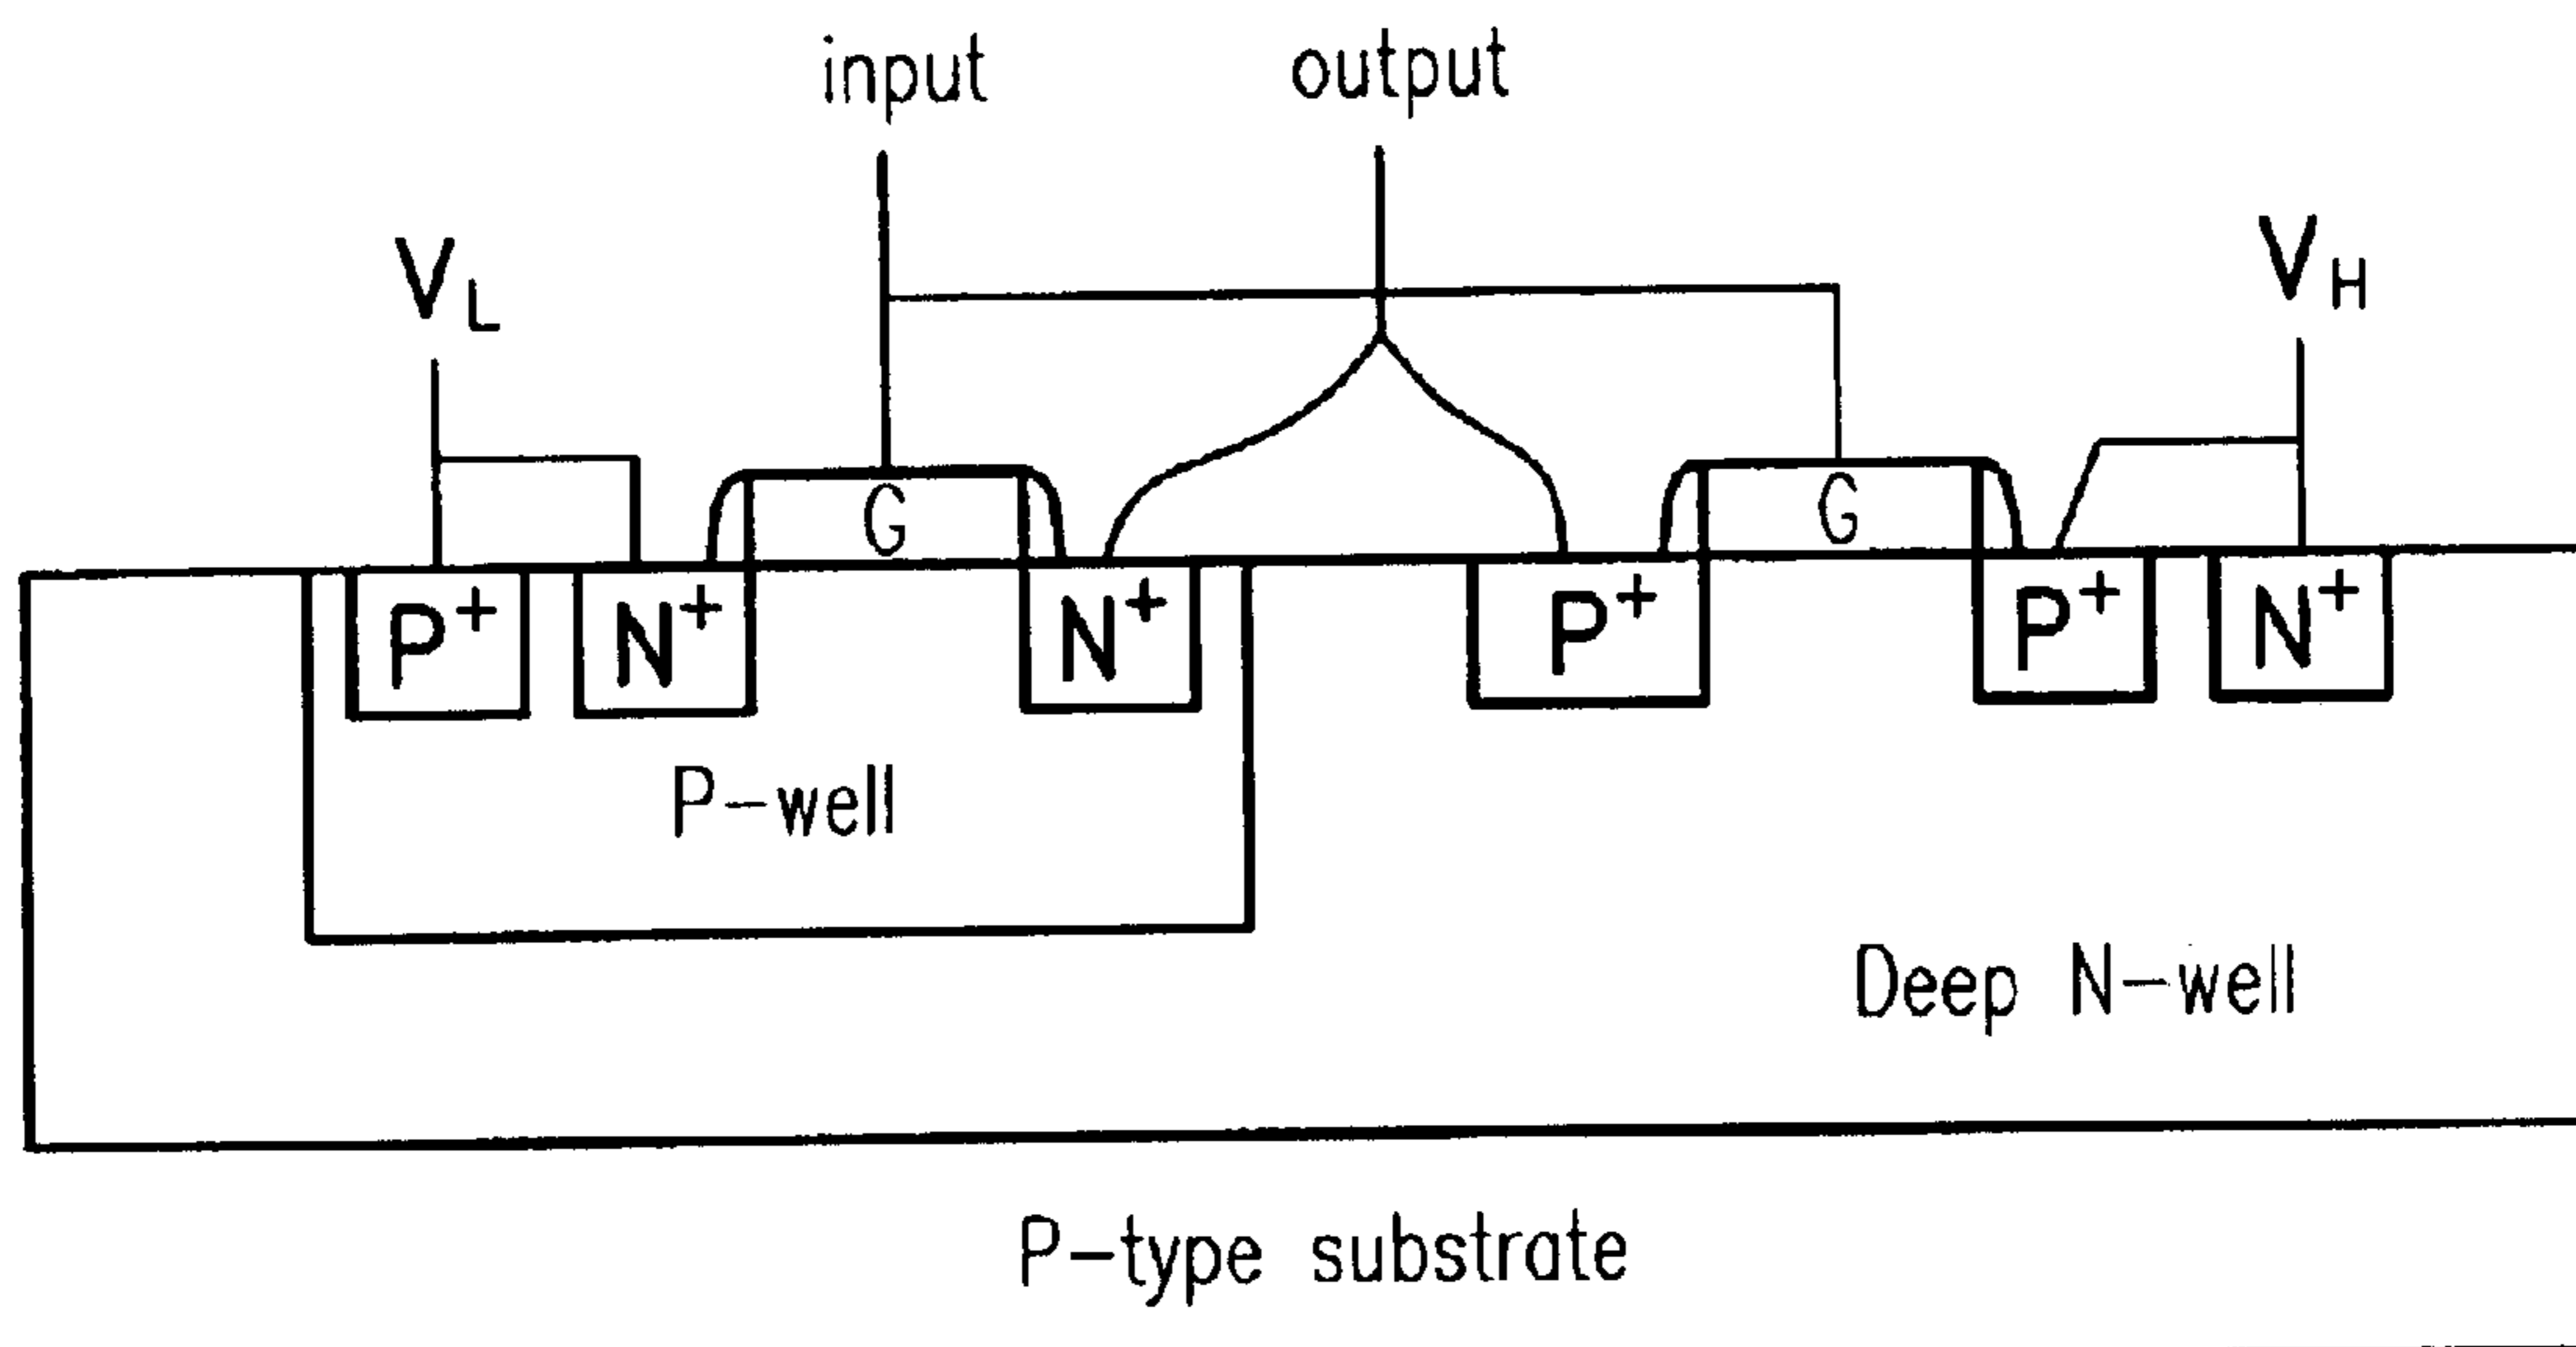 input output
V_L V_H
G G
P+ N+ N+ P+ P+ N+
P-well
Deep N-well
P-type substrate